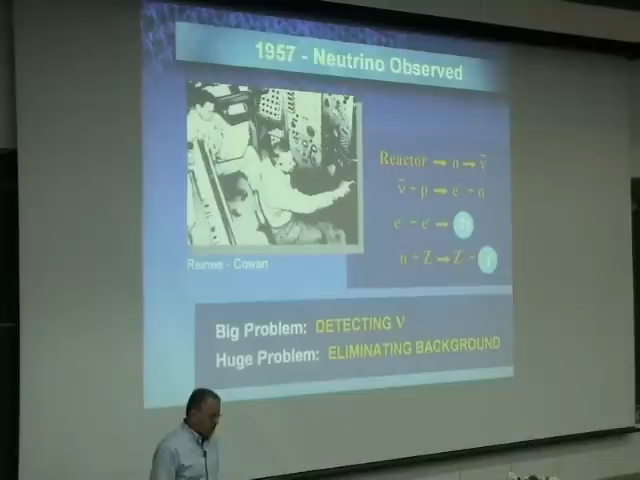 1957 - Neutrino Observed
Reactor → n → ν̅
ν̅ + p → e + n
n + Z → Z
Reines - Cowan
Big Problem: DETECTING ν
Huge Problem: ELIMINATING BACKGROUND